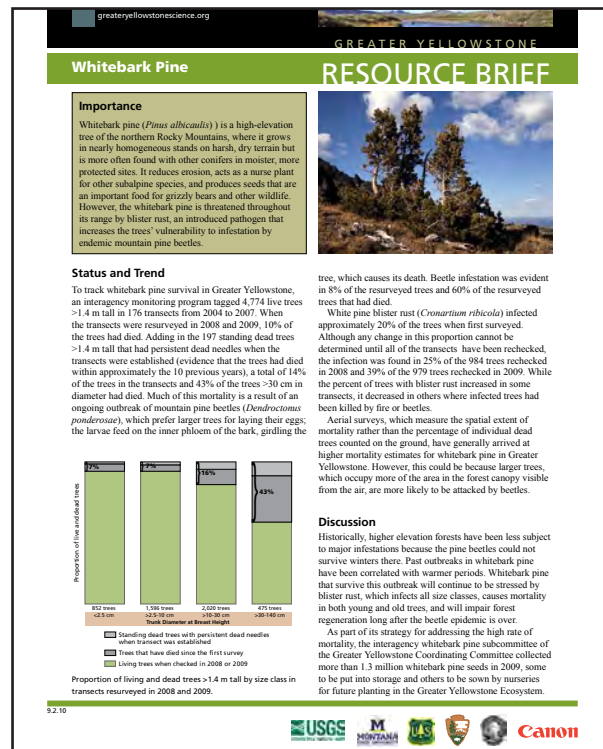 greateryellowstonescience.org
GREATER YELLOWSTONE
Whitebark Pine
RESOURCE BRIEF
Importance
Whitebark pine (Pinus albicaulis) ) is a high-elevation
tree of the northern Rocky Mountains, where it grows
in nearly homogeneous stands on harsh, dry terrain but
is more often found with other conifers in moister, more
protected sites. It reduces erosion, acts as a nurse plant
for other subalpine species, and produces seeds that are
an important food for grizzly bears and other wildlife.
However, the whitebark pine is threatened throughout
its range by blister rust, an introduced pathogen that
increases the trees' vulnerability to infestation by
endemic mountain pine beetles.
Status and Trend
To track whitebark pine survival in Greater Yellowstone,
an interagency monitoring program tagged 4,774 live trees
>1.4 m tall in 176 transects from 2004 to 2007. When
the transects were resurveyed in 2008 and 2009, 10% of
the trees had died. Adding in the 197 standing dead trees
>1.4 m tall that had persistent dead needles when the
transects were established (evidence that the trees had died
within approximately the 10 previous years), a total of 14%
of the trees in the transects and 43% of the trees >30 cm in
diameter had died. Much of this mortality is a result of an
ongoing outbreak of mountain pine beetles (Dendroctonus
ponderosae), which prefer larger trees for laying their eggs;
the larvae feed on the inner phloem of the bark, girdling the
tree, which causes its death. Beetle infestation was evident
in 8% of the resurveyed trees and 60% of the resurveyed
trees that had died.
White pine blister rust (Cronartium ribicola) infected
approximately 20% of the trees when first surveyed.
Although any change in this proportion cannot be
determined until all of the transects have been rechecked,
the infection was found in 25% of the 984 trees rechecked
in 2008 and 39% of the 979 trees rechecked in 2009. While
the percent of trees with blister rust increased in some
transects, it decreased in others where infected trees had
been killed by fire or beetles.
Aerial surveys, which measure the spatial extent of
mortality rather than the percentage of individual dead
trees counted on the ground, have generally arrived at
higher mortality estimates for whitebark pine in Greater
Yellowstone. However, this could be because larger trees,
which occupy more of the area in the forest canopy visible
from the air, are more likely to be attacked by beetles.
Discussion
Historically, higher elevation forests have been less subject
to major infestations because the pine beetles could not
survive winters there. Past outbreaks in whitebark pine
have been correlated with warmer periods. Whitebark pine
that survive this outbreak will continue to be stressed by
blister rust, which infects all size classes, causes mortality
in both young and old trees, and will impair forest
regeneration long after the beetle epidemic is over.
As part of its strategy for addressing the high rate of
mortality, the interagency whitebark pine subcommittee of
the Greater Yellowstone Coordinating Committee collected
more than 1.3 million whitebark pine seeds in 2009, some
to be put into storage and others to be sown by nurseries
for future planting in the Greater Yellowstone Ecosystem.
Proportion of live and dead trees
7%
7%
16%
43%
852 trees
1,596 trees
2,020 trees
475 trees
<2.5 cm
>2.5-10 cm
>10-30 cm
>30-140 cm
Trunk Diameter at Breast Height
Standing dead trees with persistent dead needles
when transect was established
Trees that have died since the first survey
Living trees when checked in 2008 or 2009
Proportion of living and dead trees >1.4 m tall by size class in
transects resurveyed in 2008 and 2009.
9.2.10
USGS
M
MONTANA
UAS
Canon